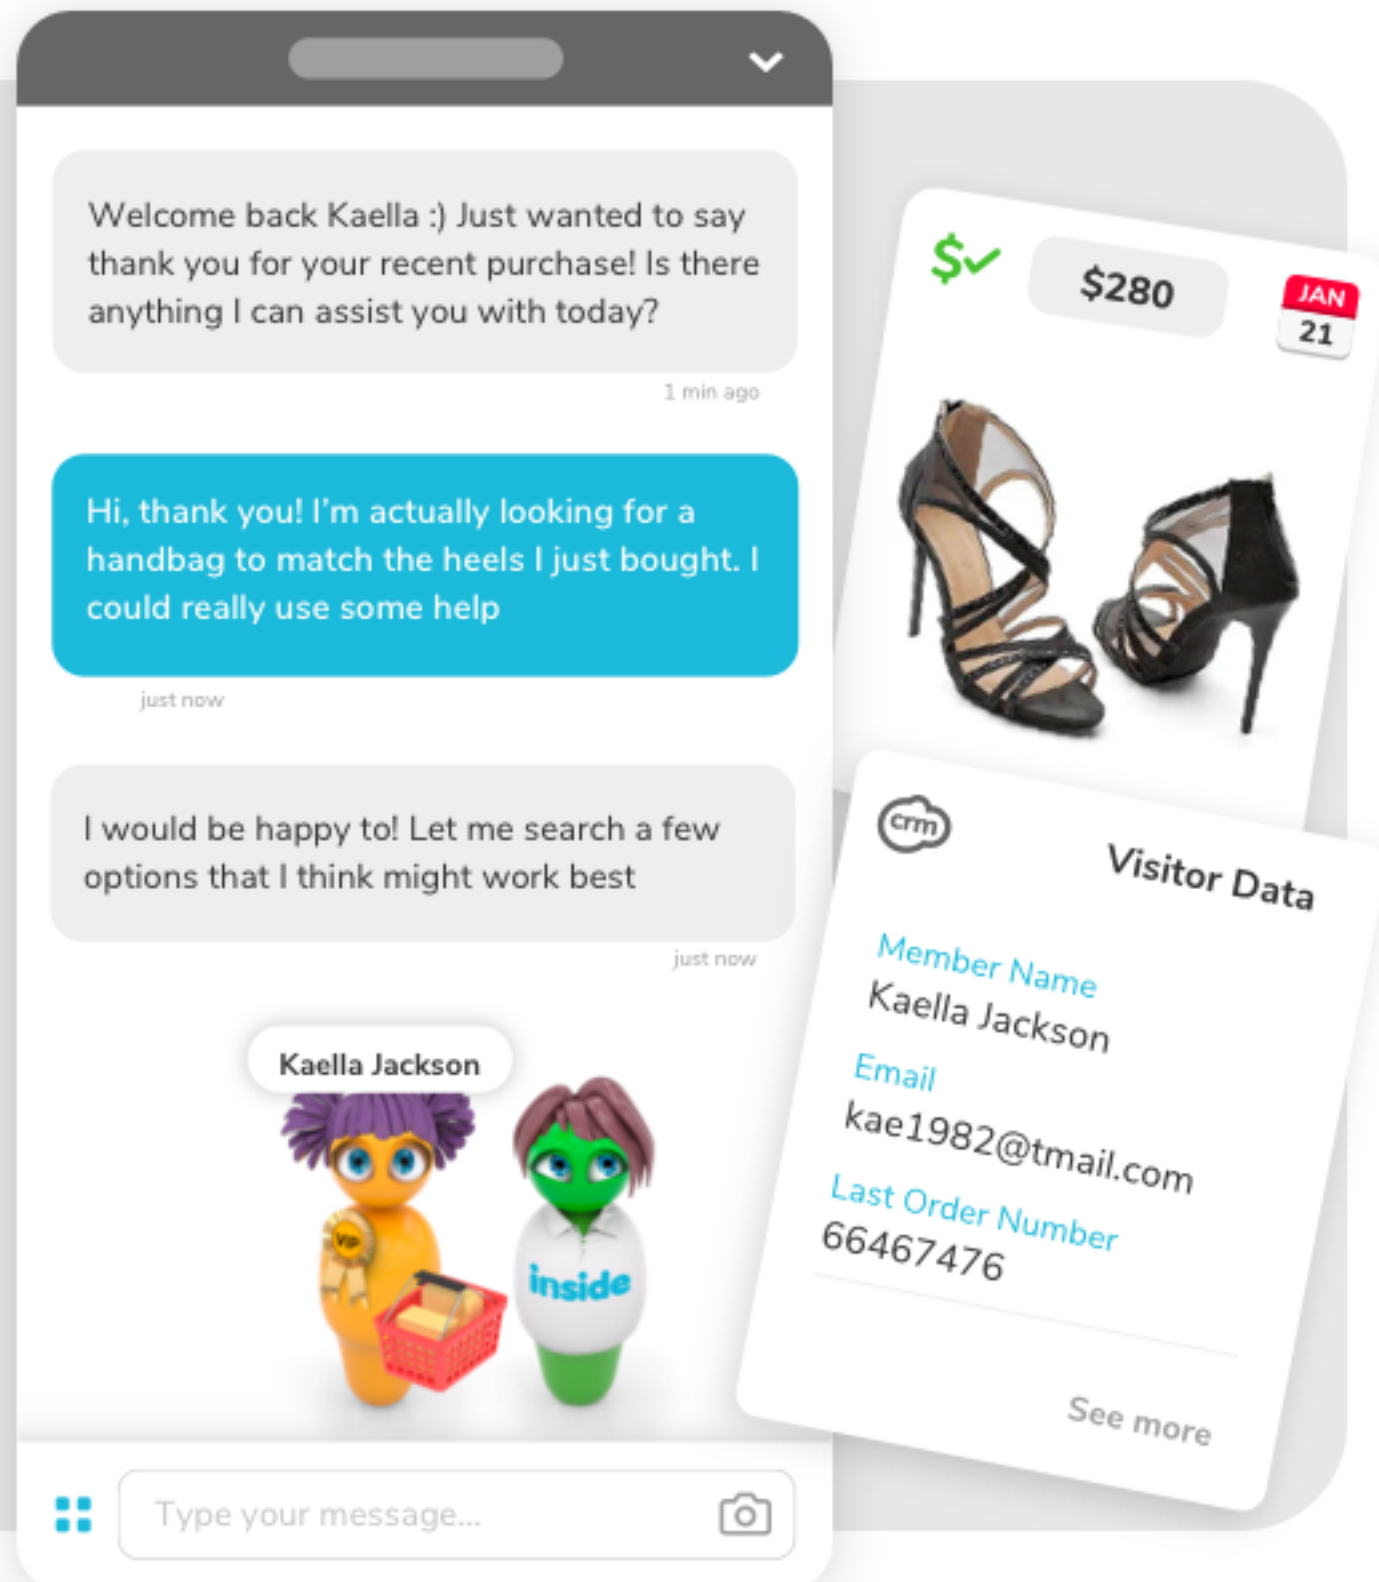 Welcome back Kaella :) Just wanted to say
thank you for your recent purchase! Is there
anything I can assist you with today?
1 min ago
Hi, thank you! I'm actually looking for a
handbag to match the heels I just bought. I
could really use some help
just now
I would be happy to! Let me search a few
options that I think might work best
just now
Kaella Jackson
VIP
inside
Type your message...
$
$280
JAN
21
crm
Visitor Data
Member Name
Kaella Jackson
Email
kae1982@tmail.com
Last Order Number
66467476
See more